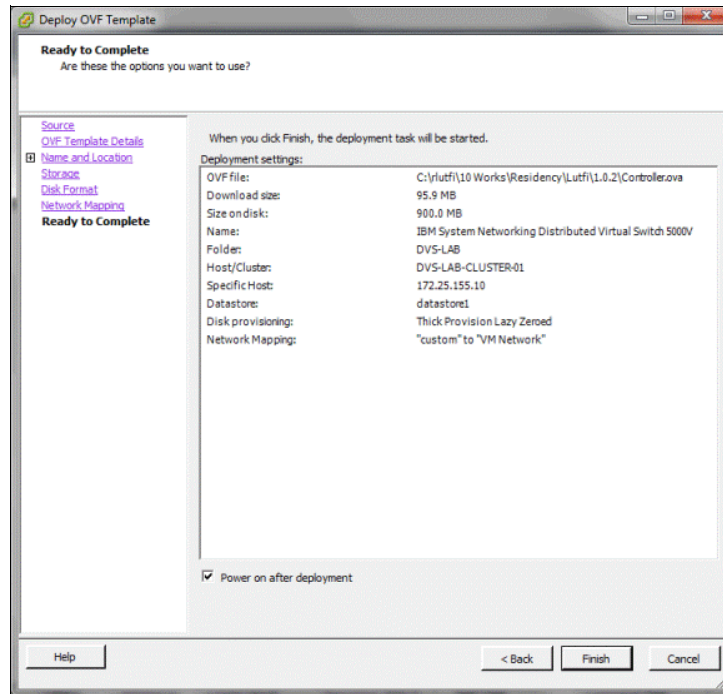 Deploy OVF Template
Ready to Complete
Are these the options you want to use?
Source
OVF Template Details
Name and Location
Storage
Disk Format
Network Mapping
Ready to Complete
When you click Finish, the deployment task will be started.
Deployment settings:
OVF file: C:\rlutfi\10 Works\Residency\Lutfi\1.0.2\Controller.ova
Download size: 95.9 MB
Size on disk: 900.0 MB
Name: IBM System Networking Distributed Virtual Switch 5000V
Folder: DVS-LAB
Host/Cluster: DVS-LAB-CLUSTER-01
Specific Host: 172.25.155.10
Datastore: datastore1
Disk provisioning: Thick Provision Lazy Zeroed
Network Mapping: "custom" to "VM Network"
Power on after deployment
Help < Back Finish Cancel